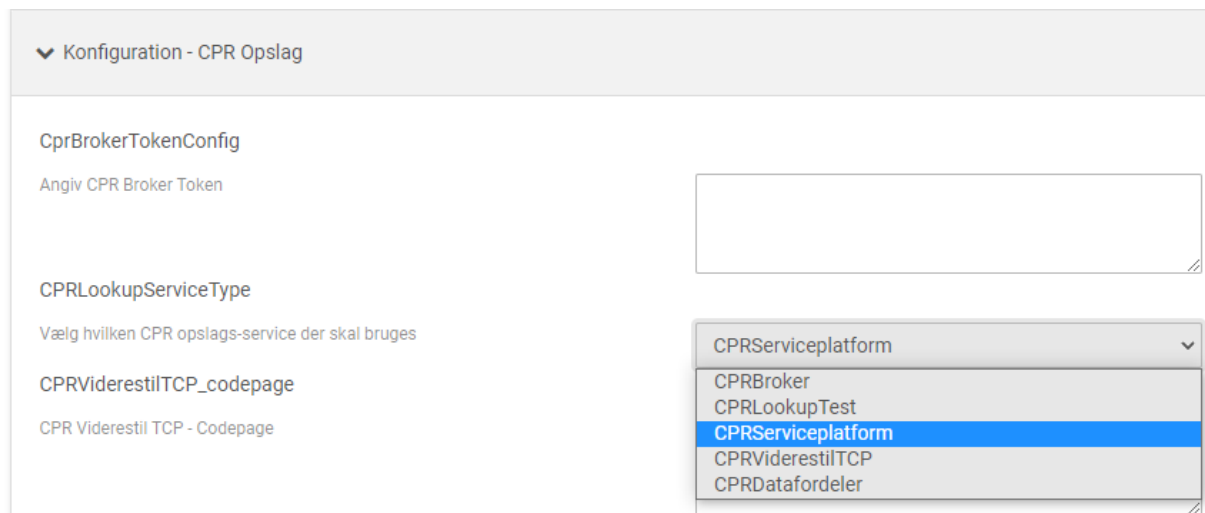 Konfiguration - CPR Opslag
CprBrokerTokenConfig
Angiv CPR Broker Token
CPRLookupServiceType
Vælg hvilken CPR opslags-service der skal bruges
CPRServiceplatform
CPRViderestilTCP_codepage
CPR Viderestil TCP - Codepage
CPRBroker
CPRLookupTest
CPRServiceplatform
CPRViderestilTCP
CPRDatafordeler